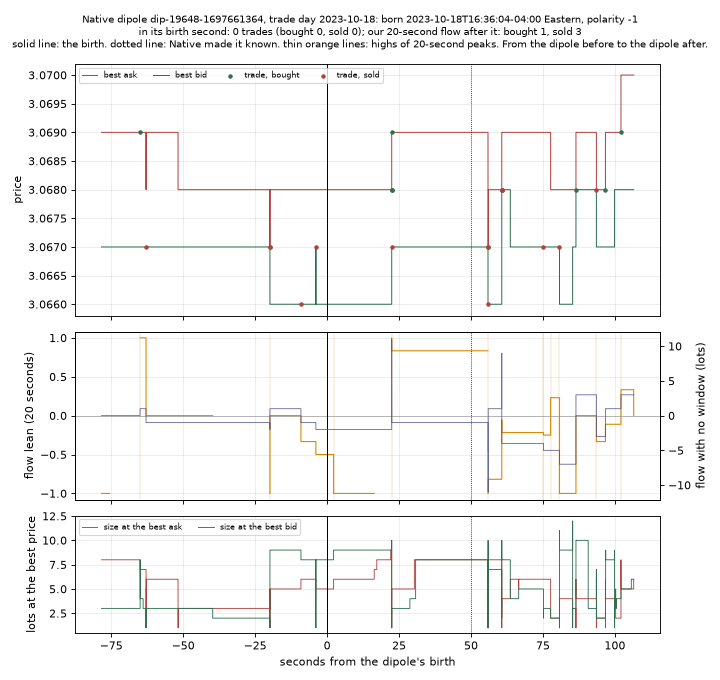 Native dipole dip-19648-1697661364, trade day 2023-10-18: born 2023-10-18T16:36:04-04:00 Eastern, polarity -1
in its birth second: 0 trades (bought 0, sold 0); our 20-second flow after it: bought 1, sold 3
solid line: the birth. dotted line: Native made it known. thin orange lines: highs of 20-second peaks. From the dipole before to the dipole after.
best ask
best bid
trade, bought
trade, sold
3.0700
3.0695
3.0690
3.0685
3.0680
3.0675
3.0670
3.0665
3.0660
price
1.0
0.5
0.0
−0.5
−1.0
flow lean (20 seconds)
10
5
0
−5
−10
flow with no window (lots)
size at the best ask
size at the best bid
12.5
10.0
7.5
5.0
2.5
lots at the best price
−75
−50
−25
0
25
50
75
100
seconds from the dipole's birth